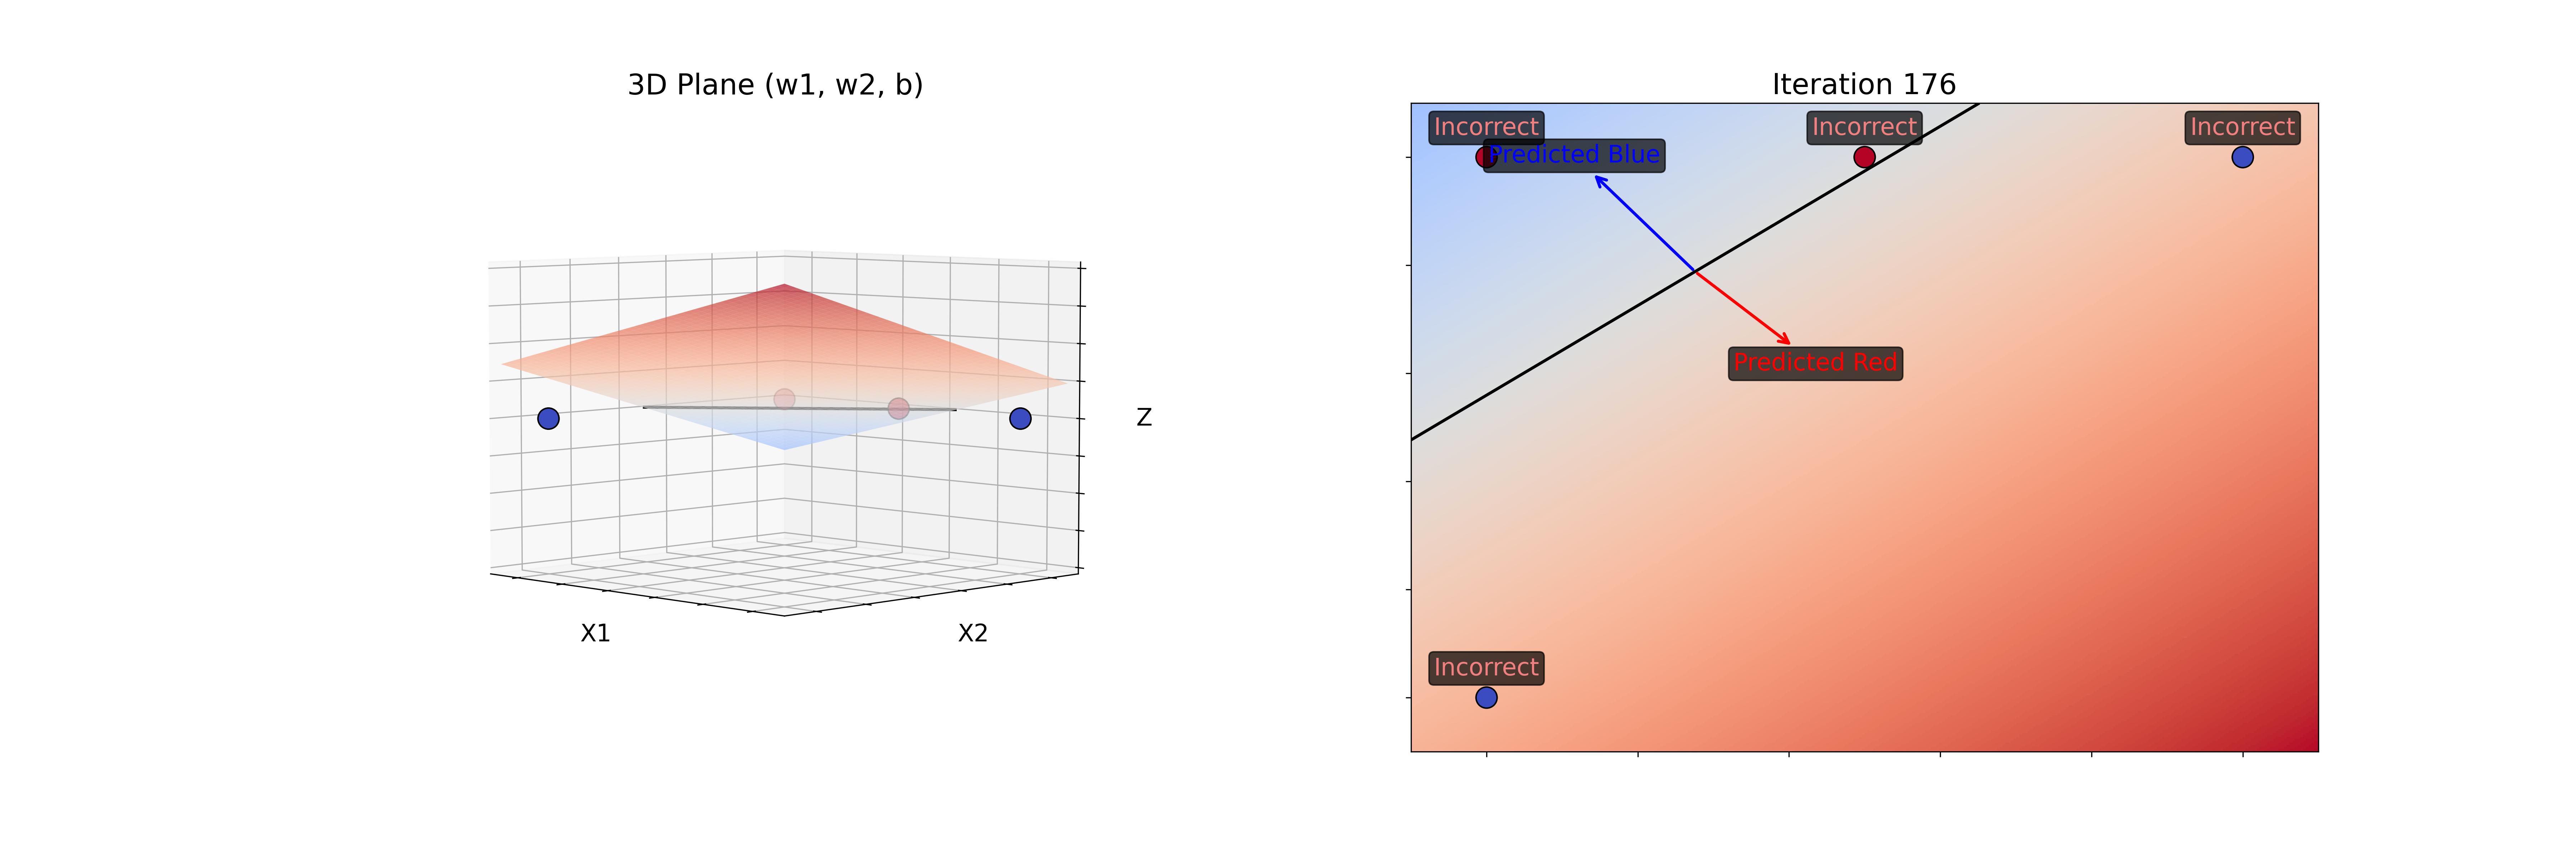 3D Plane (w1, w2, b)
Z
X1
X2
Iteration 176
Incorrect
Incorrect
Incorrect
Predicted Blue
Predicted Red
Incorrect